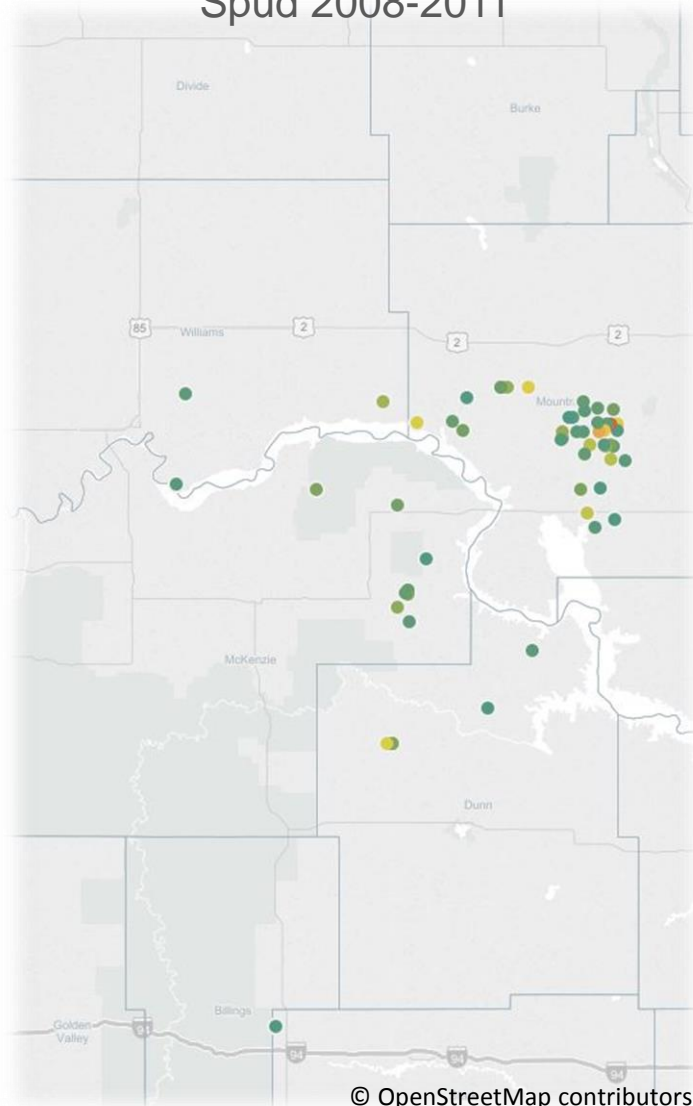 Spud 2008-2011
Divide
Burke
85
Williams
2
2
2
Mountr
McKenzie
Dunn
Billings
Golden
Valley
94
94
94
94
© OpenStreetMap contributors